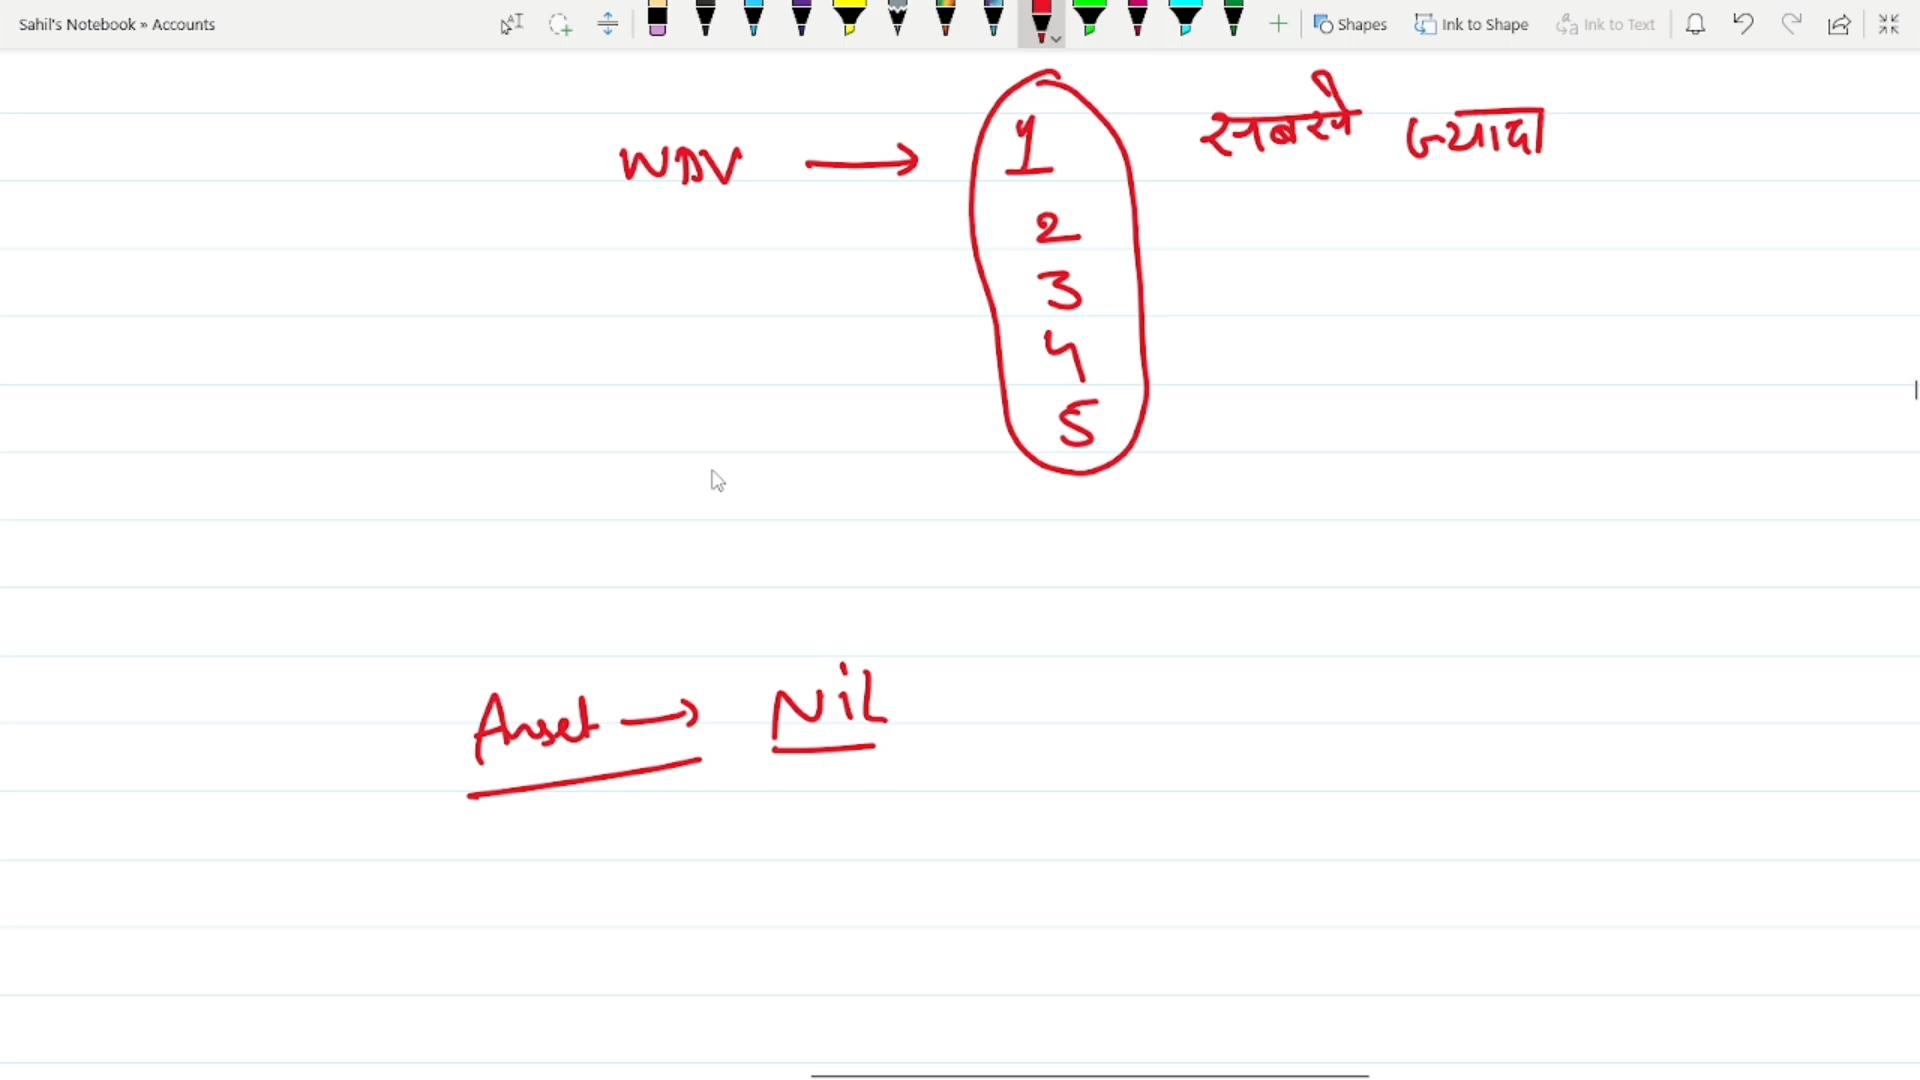 Sahil's Notebook » Accounts
Shapes Ink to Shape Ink to Text
WDV → 1 सबसे ज्यादा
2
3
4
5
Asset → Nil